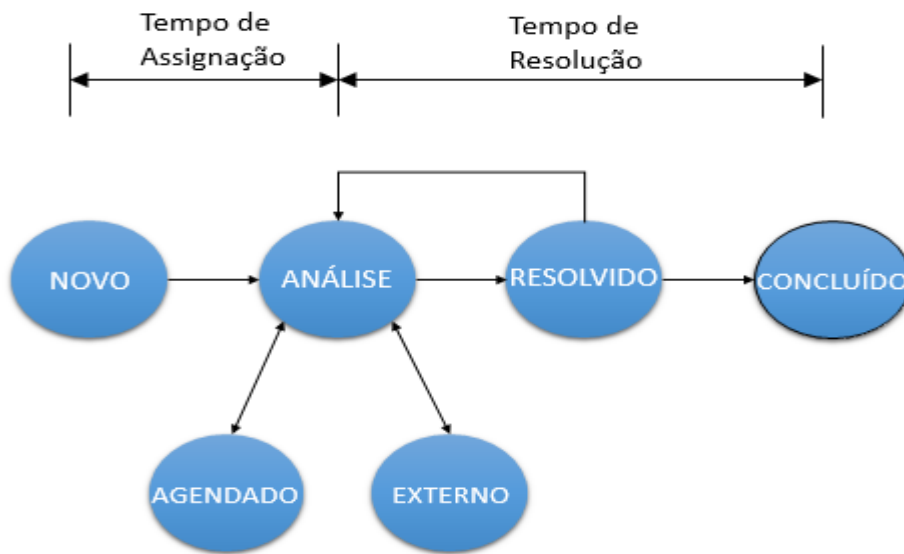 Tempo de
Assignação
Tempo de
Resolução
NOVO
ANÁLISE
RESOLVIDO
CONCLUÍDO
AGENDADO
EXTERNO